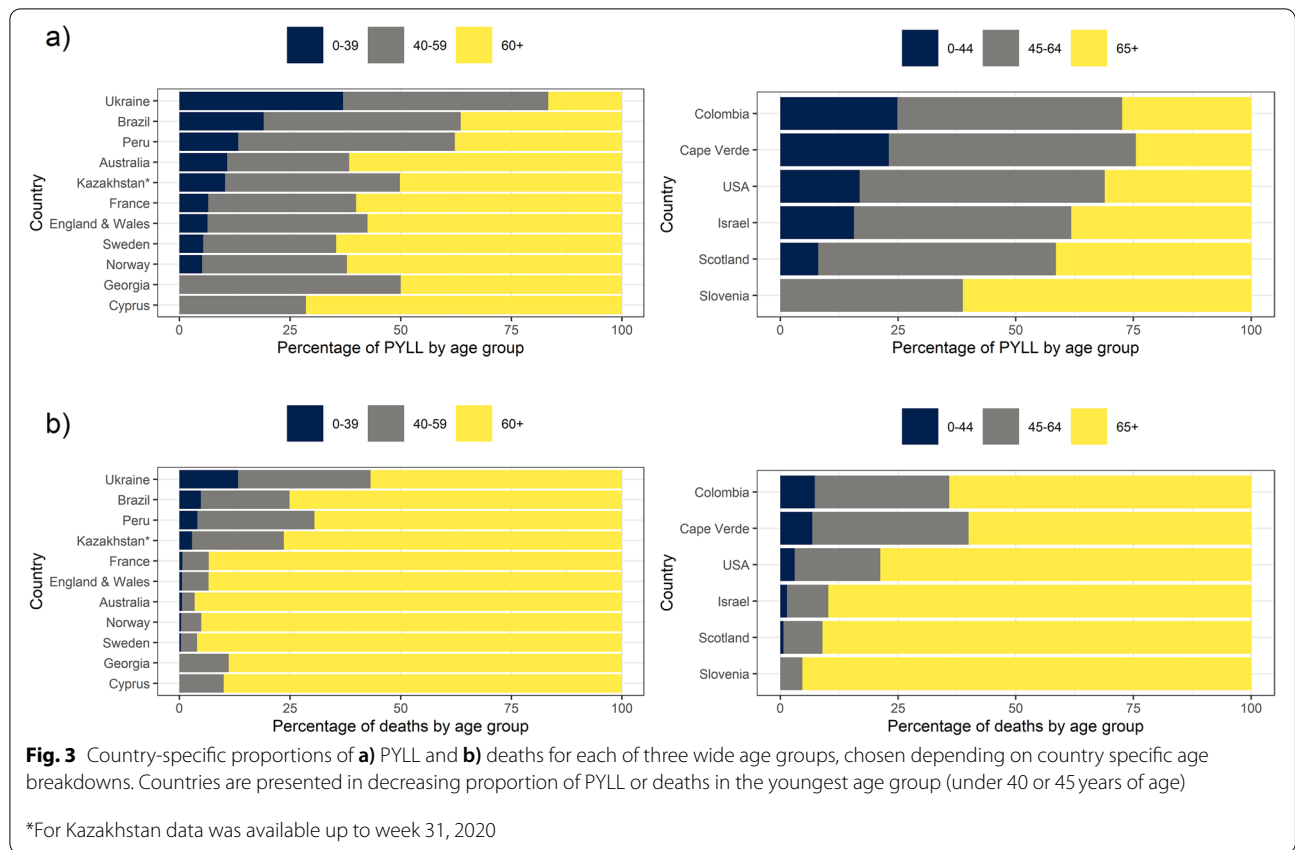 a)
0-39 40-59 60+
Ukraine
Brazil
Peru
Australia
Kazakhstan*
France
England & Wales
Sweden
Norway
Georgia
Cyprus
Country
0 25 50 75 100
Percentage of PYLL by age group
0-44 45-64 65+
Colombia
Cape Verde
USA
Israel
Scotland
Slovenia
Country
0 25 50 75 100
Percentage of PYLL by age group
b)
0-39 40-59 60+
Ukraine
Brazil
Peru
Kazakhstan*
France
England & Wales
Australia
Norway
Sweden
Georgia
Cyprus
Country
0 25 50 75 100
Percentage of deaths by age group
0-44 45-64 65+
Colombia
Cape Verde
USA
Israel
Scotland
Slovenia
Country
0 25 50 75 100
Percentage of deaths by age group
Fig. 3 Country-specific proportions of a) PYLL and b) deaths for each of three wide age groups, chosen depending on country specific age
breakdowns. Countries are presented in decreasing proportion of PYLL or deaths in the youngest age group (under 40 or 45 years of age)
*For Kazakhstan data was available up to week 31, 2020